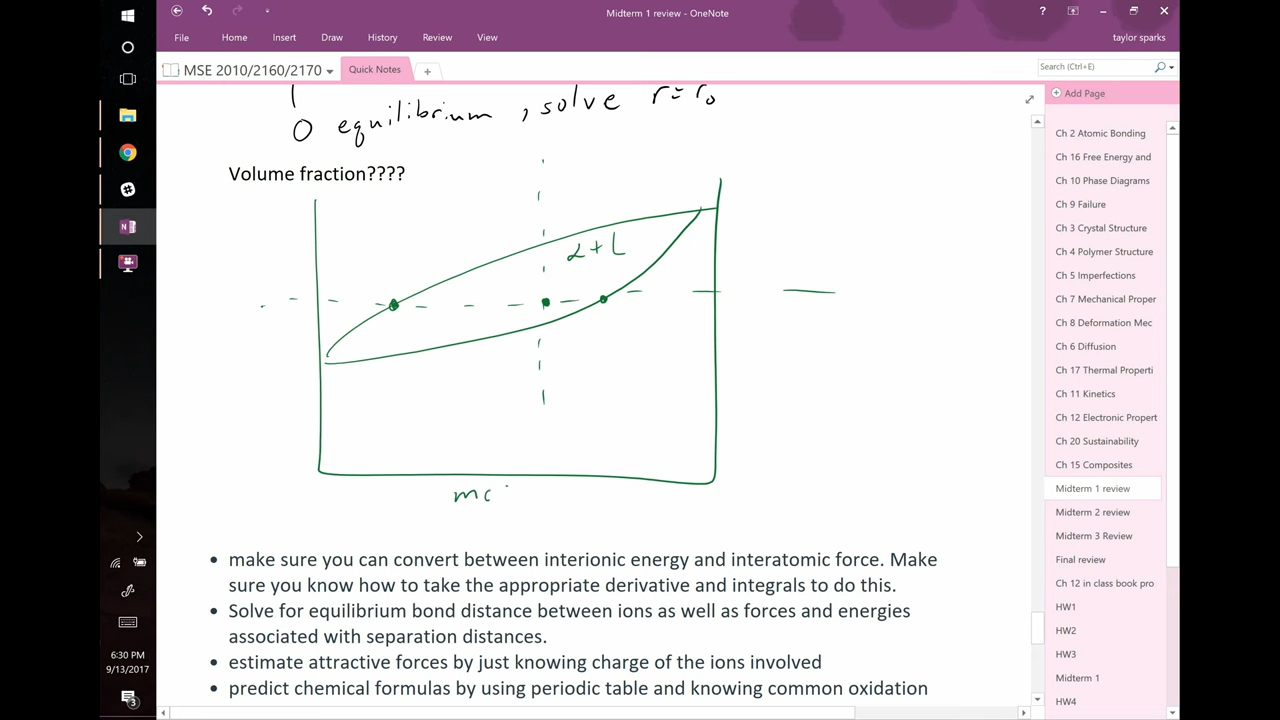 Midterm 1 review - OneNote
?
File
Home
Insert
Draw
History
Review
View
taylor sparks
MSE 2010/2160/2170
Quick Notes
+
Search (Ctrl+E)
0 equilibrium , solve r=r₀
Volume fraction????
α+L
mc
• make sure you can convert between interionic energy and interatomic force. Make
sure you know how to take the appropriate derivative and integrals to do this.
• Solve for equilibrium bond distance between ions as well as forces and energies
associated with separation distances.
• estimate attractive forces by just knowing charge of the ions involved
• predict chemical formulas by using periodic table and knowing common oxidation
Add Page
Ch 2 Atomic Bonding
Ch 16 Free Energy and
Ch 10 Phase Diagrams
Ch 9 Failure
Ch 3 Crystal Structure
Ch 4 Polymer Structure
Ch 5 Imperfections
Ch 7 Mechanical Proper
Ch 8 Deformation Mec
Ch 6 Diffusion
Ch 17 Thermal Properti
Ch 11 Kinetics
Ch 12 Electronic Propert
Ch 20 Sustainability
Ch 15 Composites
Midterm 1 review
Midterm 2 review
Midterm 3 Review
Final review
Ch 12 in class book pro
HW1
HW2
HW3
Midterm 1
HW4
6:30 PM
9/13/2017
3